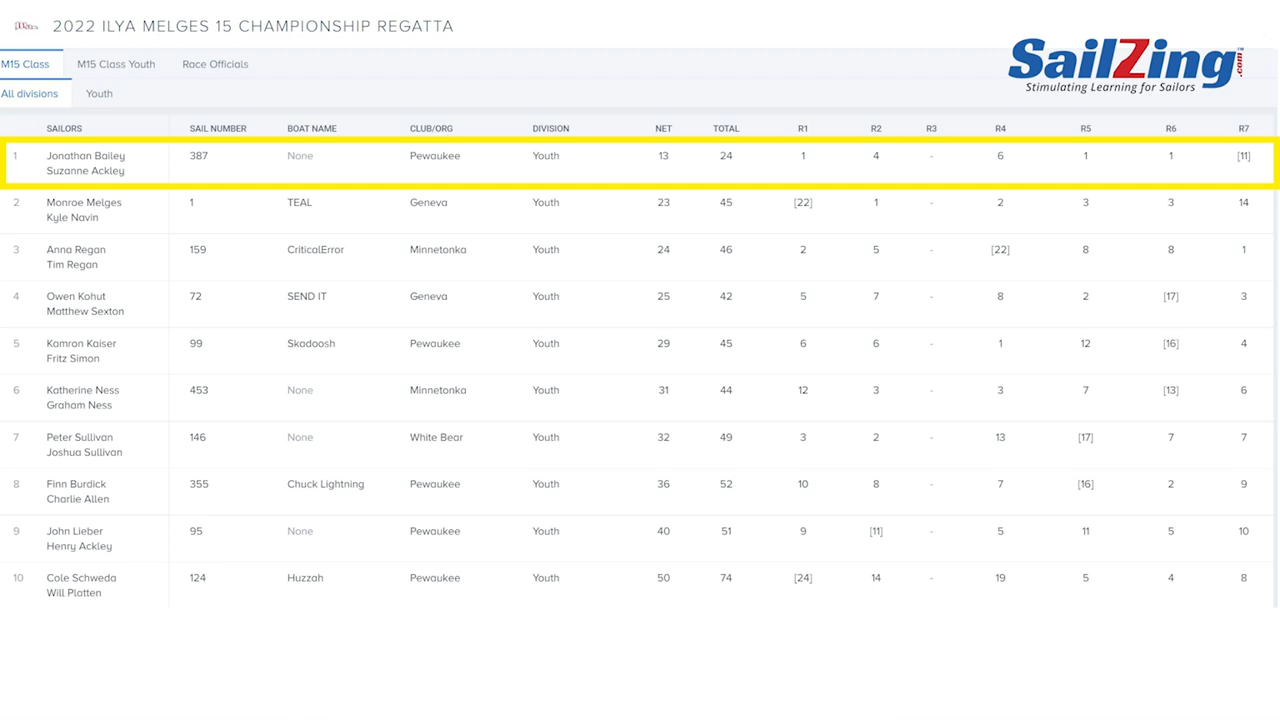 2022 ILYA MELGES 15 CHAMPIONSHIP REGATTA
SailZing.com™
Stimulating Learning for Sailors
M15 Class M15 Class Youth Race Officials
All divisions Youth
SAILORS SAIL NUMBER BOAT NAME CLUB/ORG DIVISION NET TOTAL R1 R2 R3 R4 R5 R6 R7
1 Jonathan Bailey 387 None Pewaukee Youth 13 24 1 4 - 6 1 1 [11]
Suzanne Ackley
2 Monroe Melges 1 TEAL Geneva Youth 23 45 [22] 1 - 2 3 3 14
Kyle Navin
3 Anna Regan 159 CriticalError Minnetonka Youth 24 46 2 5 - [22] 8 8 1
Tim Regan
4 Owen Kohut 72 SEND IT Geneva Youth 25 42 5 7 - 8 2 [17] 3
Matthew Sexton
5 Kamron Kaiser 99 Skadoosh Pewaukee Youth 29 45 6 6 - 1 12 [16] 4
Fritz Simon
6 Katherine Ness 453 None Minnetonka Youth 31 44 12 3 - 3 7 [13] 6
Graham Ness
7 Peter Sullivan 146 None White Bear Youth 32 49 3 2 - 13 [17] 7 7
Joshua Sullivan
8 Finn Burdick 355 Chuck Lightning Pewaukee Youth 36 52 10 8 - 7 [16] 2 9
Charlie Allen
9 John Lieber 95 None Pewaukee Youth 40 51 9 [11] - 5 11 5 10
Henry Ackley
10 Cole Schweda 124 Huzzah Pewaukee Youth 50 74 [24] 14 - 19 5 4 8
Will Platten